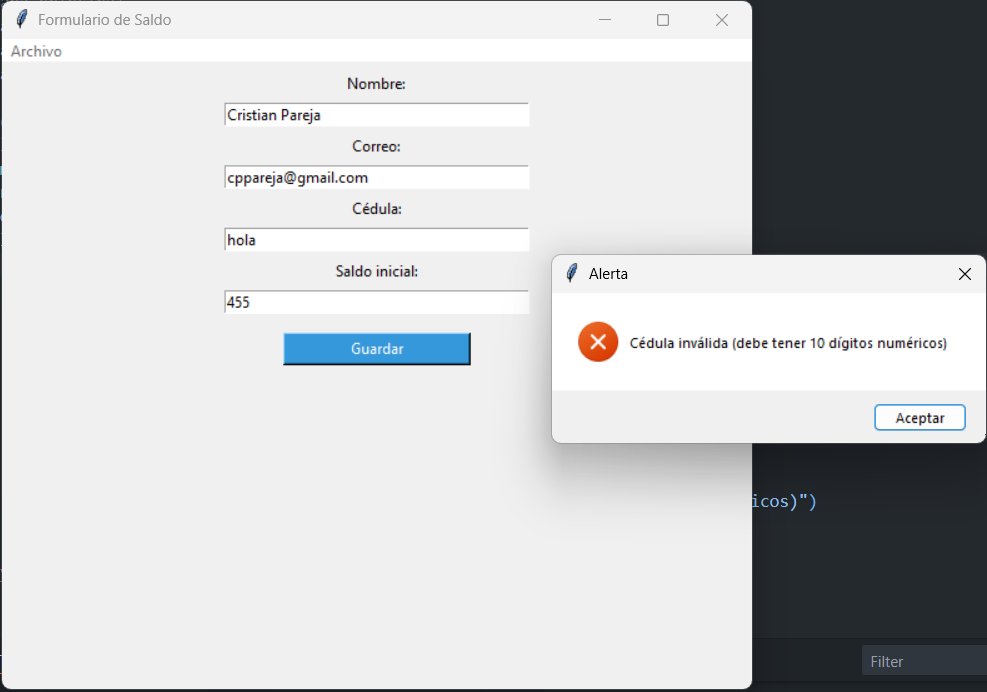 Formulario de Saldo
Archivo
Nombre:
Cristian Pareja
Correo:
cppareja@gmail.com
Cédula:
hola
Saldo inicial:
455
Guardar
Alerta
Cédula inválida (debe tener 10 dígitos numéricos)
Aceptar
icos)")
Filter